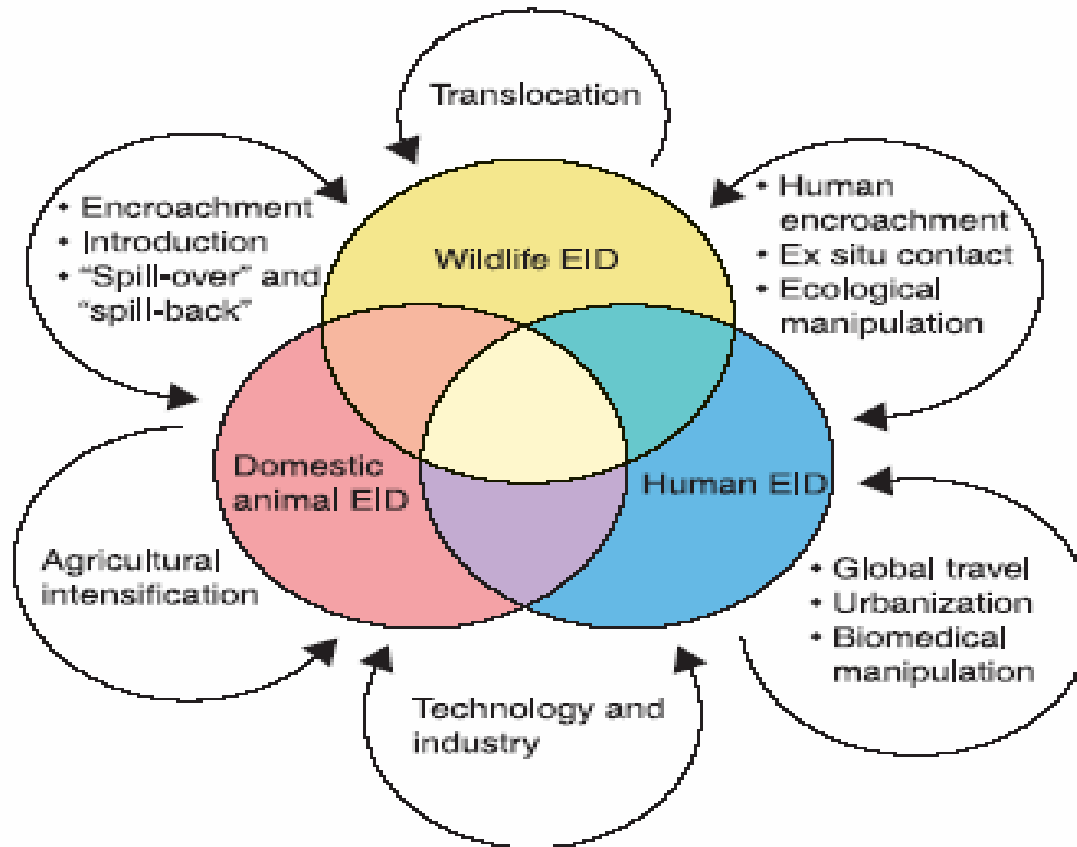 Translocation
• Encroachment
• Introduction
• "Spill-over" and
"spill-back"
• Human
encroachment
• Ex situ contact
• Ecological
manipulation
Wildlife EID
Domestic
animal EID
Human EID
Agricultural
intensification
• Global travel
• Urbanization
• Biomedical
manipulation
Technology and
industry